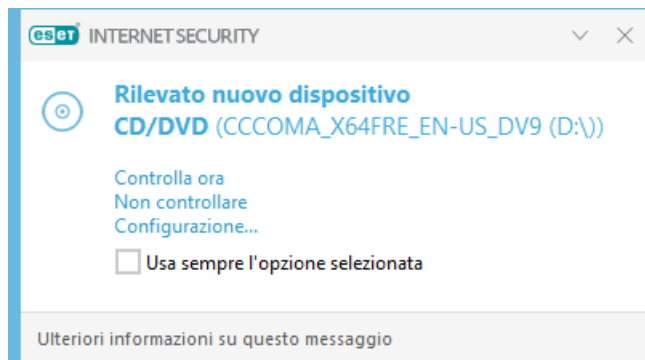 eset INTERNET SECURITY
Rilevato nuovo dispositivo
CD/DVD (CCCOMA_X64FRE_EN-US_DV9 (D:\))
Controlla ora
Non controllare
Configurazione...
Usa sempre l'opzione selezionata
Ulteriori informazioni su questo messaggio